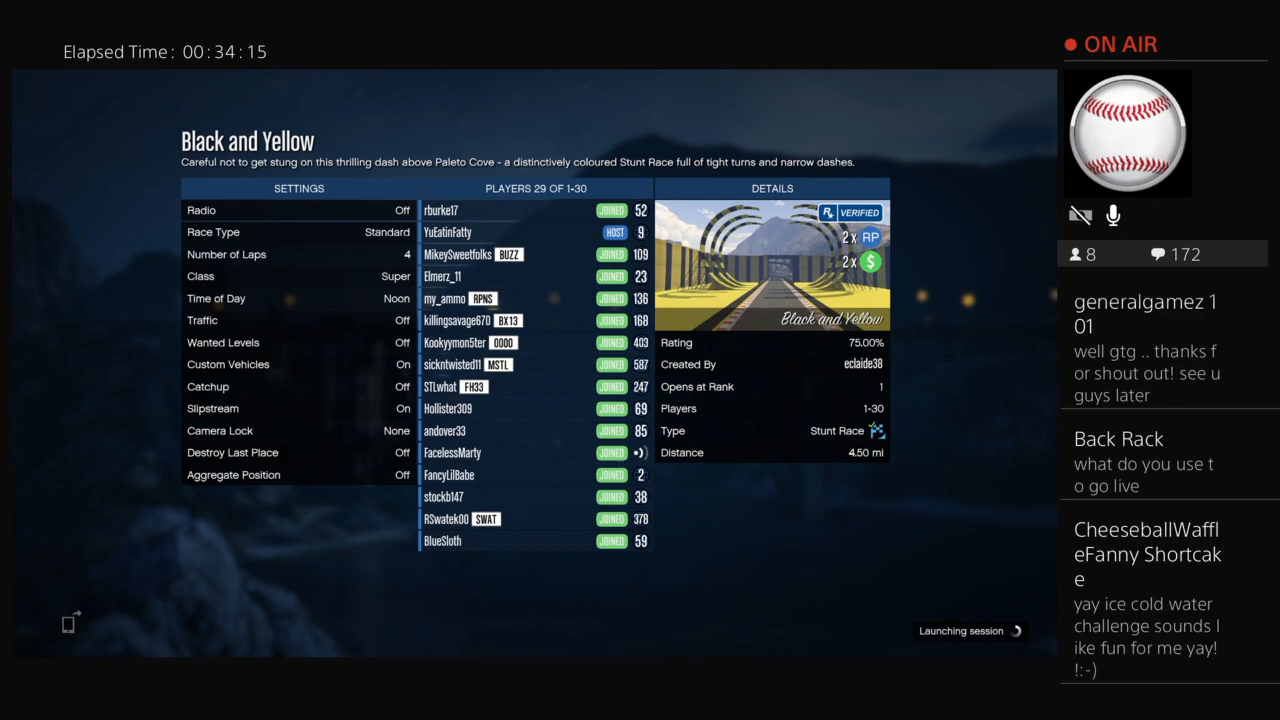 Elapsed Time: 00:34:15
ON AIR
Black and Yellow
Careful not to get stung on this thrilling dash above Paleto Cove - a distinctively coloured Stunt Race full of tight turns and narrow dashes.
SETTINGS
Radio Off
Race Type Standard
Number of Laps 4
Class Super
Time of Day Noon
Traffic Off
Wanted Levels Off
Custom Vehicles On
Catchup Off
Slipstream On
Camera Lock None
Destroy Last Place Off
Aggregate Position Off
PLAYERS 29 OF 1-30
rburke17 JOINED 52
YuEatinFatty HOST 9
MikeySweetfolks BUZZ JOINED 109
Elmerz_11 JOINED 23
my_ammo RPNS JOINED 136
killingsavage670 BX13 JOINED 168
Kookyymon5ter 0000 JOINED 403
sickntwisted11 MSTL JOINED 587
STLwhat FH33 JOINED 247
Hollister309 JOINED 69
andover33 JOINED 85
FacelessMarty JOINED
FancyLilBabe JOINED 2
stockb147 JOINED 38
RSwatek00 SWAT JOINED 378
BlueSloth JOINED 59
DETAILS
R* VERIFIED
2x RP
2x $
Black and Yellow
Rating 75.00%
Created By eclaide38
Opens at Rank 1
Players 1-30
Type Stunt Race
Distance 4.50 mi
Launching session
8 172
generalgamez 1
01
well gtg .. thanks f
or shout out! see u
guys later
Back Rack
what do you use t
o go live
CheeseballWaffl
eFanny Shortcak
e
yay ice cold water
challenge sounds l
ike fun for me yay!
!:-)